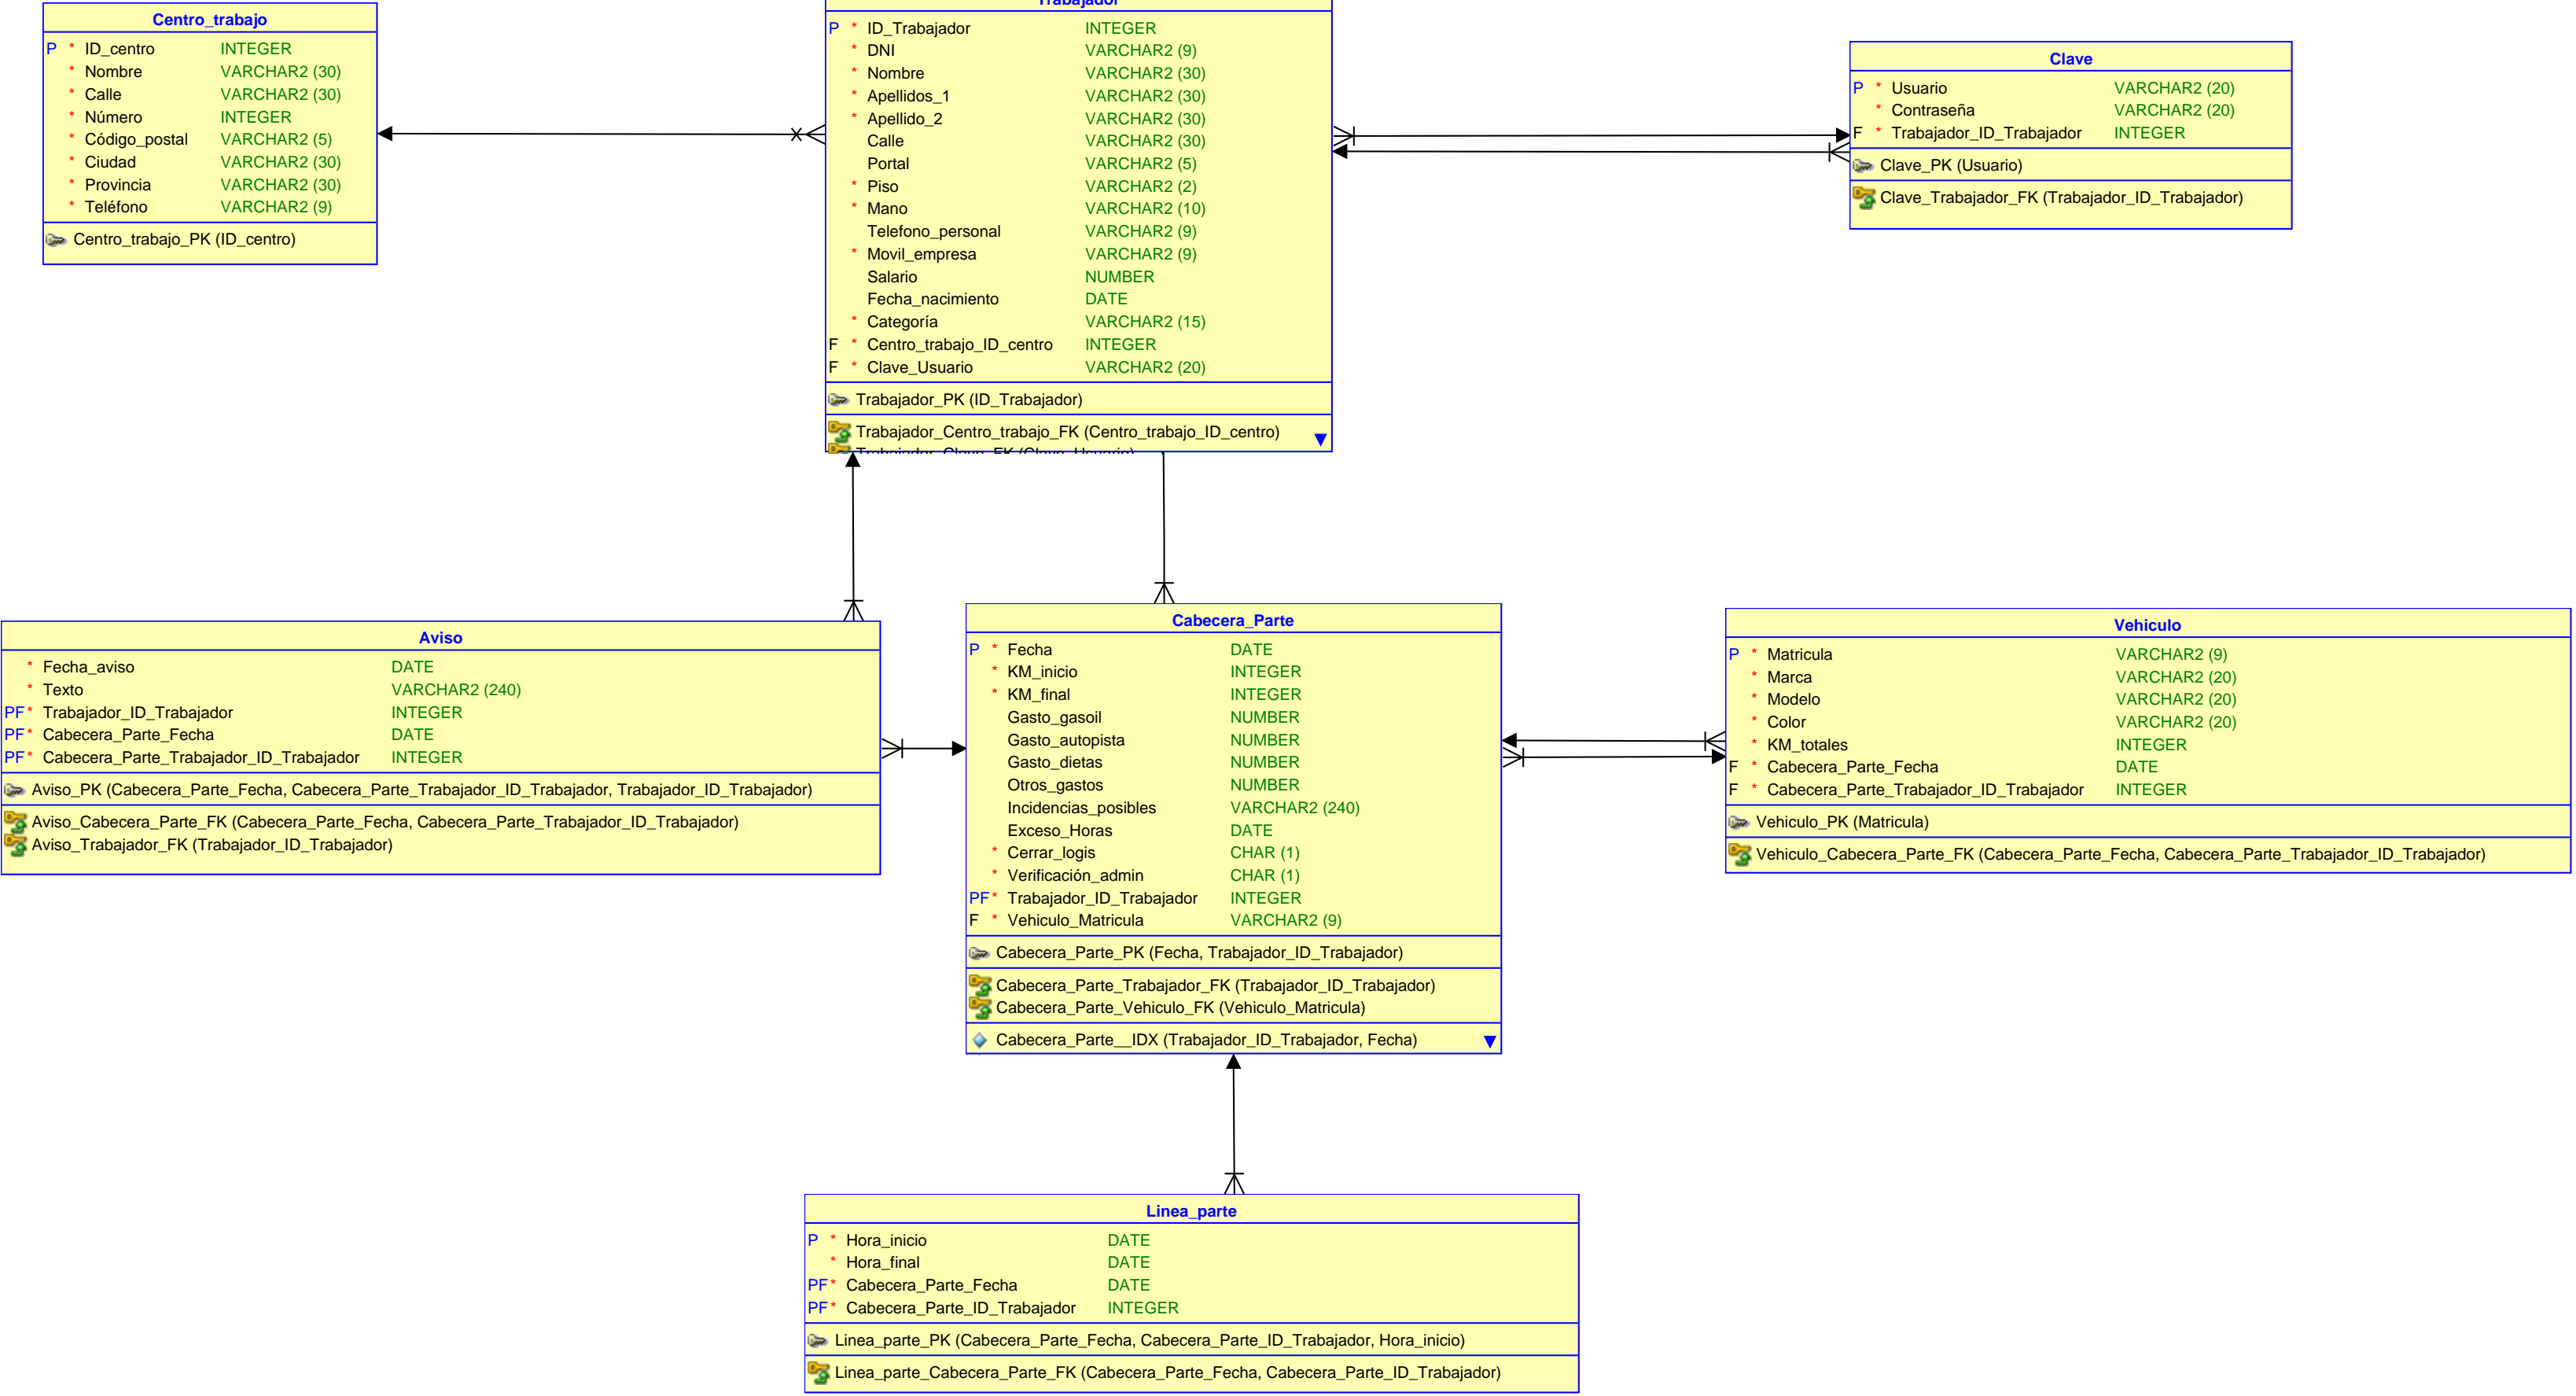 Centro_trabajo
P * ID_centro INTEGER
* Nombre VARCHAR2 (30)
* Calle VARCHAR2 (30)
* Número INTEGER
* Código_postal VARCHAR2 (5)
* Ciudad VARCHAR2 (30)
* Provincia VARCHAR2 (30)
* Teléfono VARCHAR2 (9)
Centro_trabajo_PK (ID_centro)
Trabajador
P * ID_Trabajador INTEGER
* DNI VARCHAR2 (9)
* Nombre VARCHAR2 (30)
* Apellidos_1 VARCHAR2 (30)
* Apellido_2 VARCHAR2 (30)
Calle VARCHAR2 (30)
Portal VARCHAR2 (5)
* Piso VARCHAR2 (2)
* Mano VARCHAR2 (10)
Telefono_personal VARCHAR2 (9)
* Movil_empresa VARCHAR2 (9)
Salario NUMBER
Fecha_nacimiento DATE
* Categoría VARCHAR2 (15)
F * Centro_trabajo_ID_centro INTEGER
F * Clave_Usuario VARCHAR2 (20)
Trabajador_PK (ID_Trabajador)
Trabajador_Centro_trabajo_FK (Centro_trabajo_ID_centro)
Trabajador_Clave_FK (Clave_Usuario)
Clave
P * Usuario VARCHAR2 (20)
* Contraseña VARCHAR2 (20)
F * Trabajador_ID_Trabajador INTEGER
Clave_PK (Usuario)
Clave_Trabajador_FK (Trabajador_ID_Trabajador)
Aviso
* Fecha_aviso DATE
* Texto VARCHAR2 (240)
PF * Trabajador_ID_Trabajador INTEGER
PF * Cabecera_Parte_Fecha DATE
PF * Cabecera_Parte_Trabajador_ID_Trabajador INTEGER
Aviso_PK (Cabecera_Parte_Fecha, Cabecera_Parte_Trabajador_ID_Trabajador, Trabajador_ID_Trabajador)
Aviso_Cabecera_Parte_FK (Cabecera_Parte_Fecha, Cabecera_Parte_Trabajador_ID_Trabajador)
Aviso_Trabajador_FK (Trabajador_ID_Trabajador)
Cabecera_Parte
P * Fecha DATE
* KM_inicio INTEGER
* KM_final INTEGER
Gasto_gasoil NUMBER
Gasto_autopista NUMBER
Gasto_dietas NUMBER
Otros_gastos NUMBER
Incidencias_posibles VARCHAR2 (240)
Exceso_Horas DATE
* Cerrar_logis CHAR (1)
* Verificación_admin CHAR (1)
PF * Trabajador_ID_Trabajador INTEGER
F * Vehiculo_Matricula VARCHAR2 (9)
Cabecera_Parte_PK (Fecha, Trabajador_ID_Trabajador)
Cabecera_Parte_Trabajador_FK (Trabajador_ID_Trabajador)
Cabecera_Parte_Vehiculo_FK (Vehiculo_Matricula)
Cabecera_Parte__IDX (Trabajador_ID_Trabajador, Fecha)
Vehiculo
P * Matricula VARCHAR2 (9)
* Marca VARCHAR2 (20)
* Modelo VARCHAR2 (20)
* Color VARCHAR2 (20)
* KM_totales INTEGER
F * Cabecera_Parte_Fecha DATE
F * Cabecera_Parte_Trabajador_ID_Trabajador INTEGER
Vehiculo_PK (Matricula)
Vehiculo_Cabecera_Parte_FK (Cabecera_Parte_Fecha, Cabecera_Parte_Trabajador_ID_Trabajador)
Linea_parte
P * Hora_inicio DATE
* Hora_final DATE
PF * Cabecera_Parte_Fecha DATE
PF * Cabecera_Parte_ID_Trabajador INTEGER
Linea_parte_PK (Cabecera_Parte_Fecha, Cabecera_Parte_ID_Trabajador, Hora_inicio)
Linea_parte_Cabecera_Parte_FK (Cabecera_Parte_Fecha, Cabecera_Parte_ID_Trabajador)